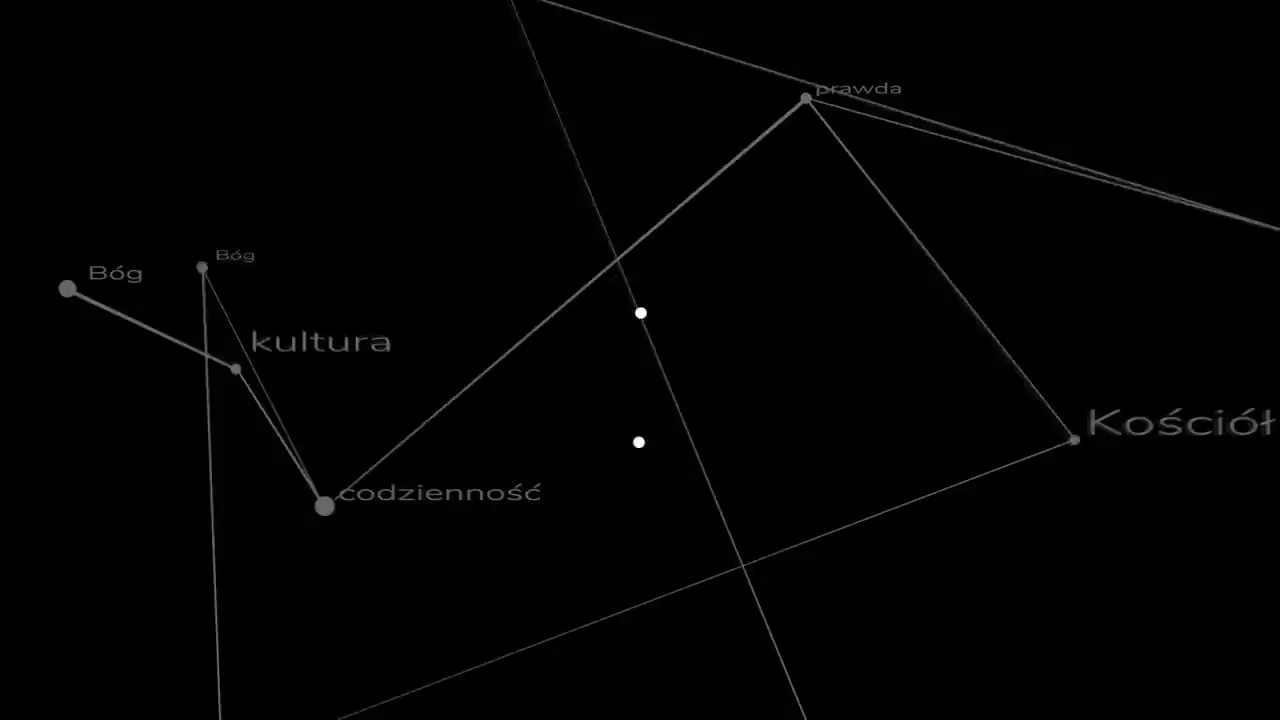 prawda
Bóg
Bóg
kultura
Kościół
codzienność